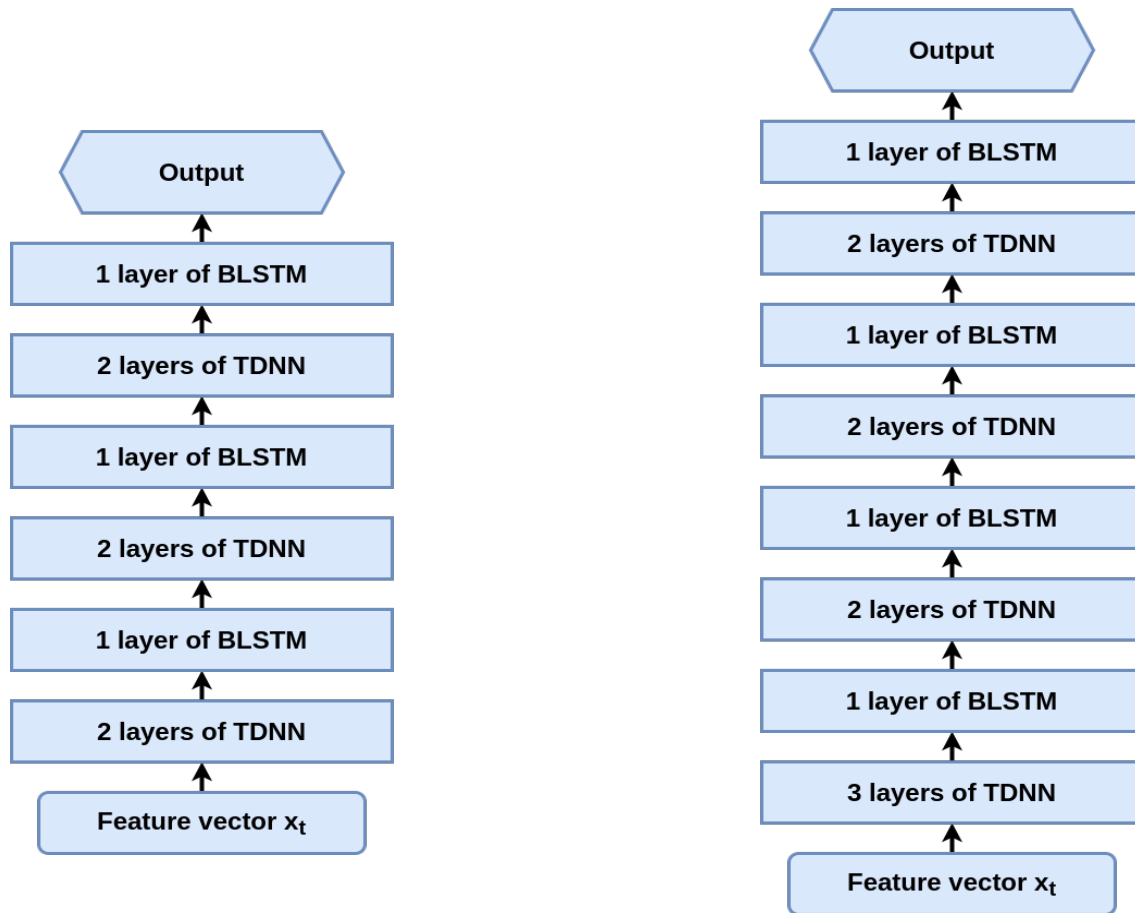 Output
1 layer of BLSTM
2 layers of TDNN
1 layer of BLSTM
2 layers of TDNN
1 layer of BLSTM
2 layers of TDNN
Feature vector xt
Output
1 layer of BLSTM
2 layers of TDNN
1 layer of BLSTM
2 layers of TDNN
1 layer of BLSTM
2 layers of TDNN
1 layer of BLSTM
3 layers of TDNN
Feature vector xt